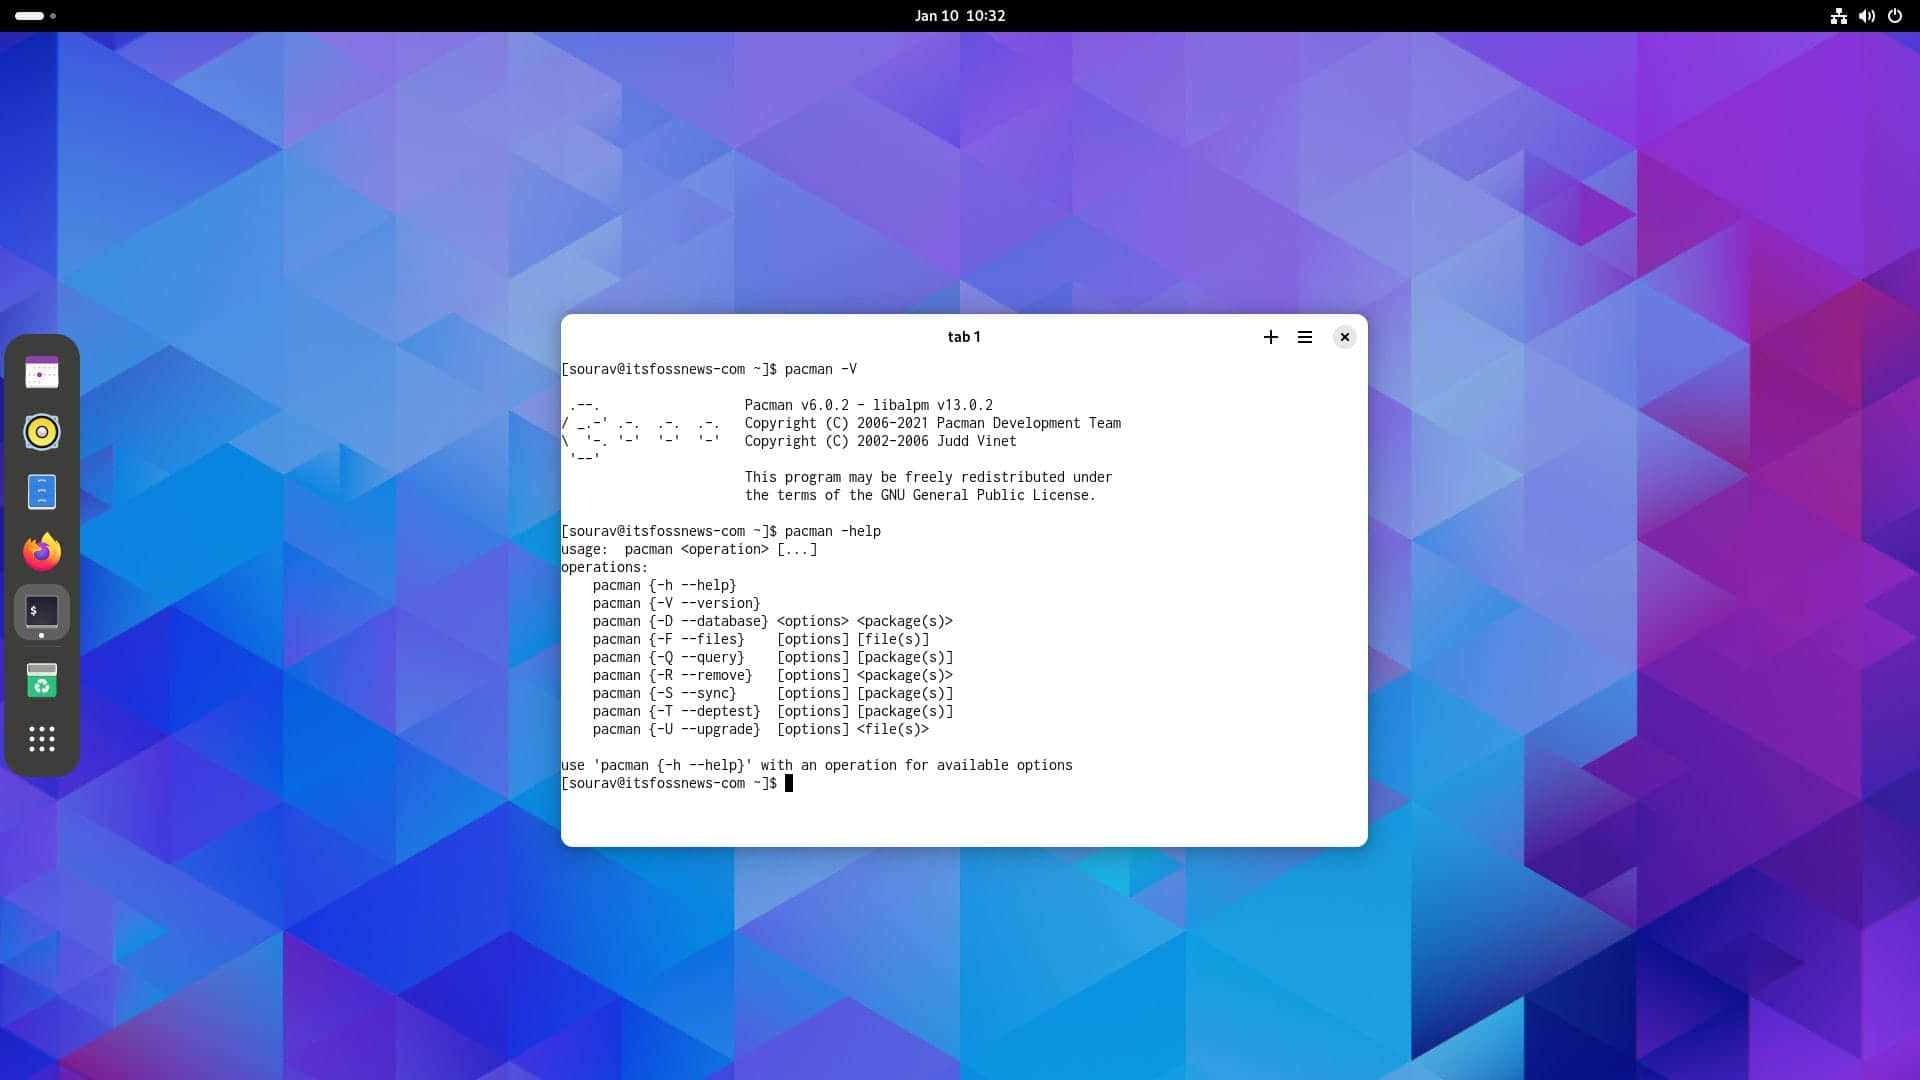 Jan 10 10:32
tab 1
[sourav@itsfossnews-com ~]$ pacman -V
 .--.                  Pacman v6.0.2 - libalpm v13.0.2
/ _.-' .-.  .-.  .-.   Copyright (C) 2006-2021 Pacman Development Team
\  '-. '-'  '-'  '-'   Copyright (C) 2002-2006 Judd Vinet
 '--'
                       This program may be freely redistributed under
                       the terms of the GNU General Public License.
[sourav@itsfossnews-com ~]$ pacman -help
usage:  pacman <operation> [...]
operations:
    pacman {-h --help}
    pacman {-V --version}
    pacman {-D --database} <options> <package(s)>
    pacman {-F --files}    [options] [file(s)]
    pacman {-Q --query}    [options] [package(s)]
    pacman {-R --remove}   [options] <package(s)>
    pacman {-S --sync}     [options] [package(s)]
    pacman {-T --deptest}  [options] [package(s)]
    pacman {-U --upgrade}  [options] <file(s)>
use 'pacman {-h --help}' with an operation for available options
[sourav@itsfossnews-com ~]$
$